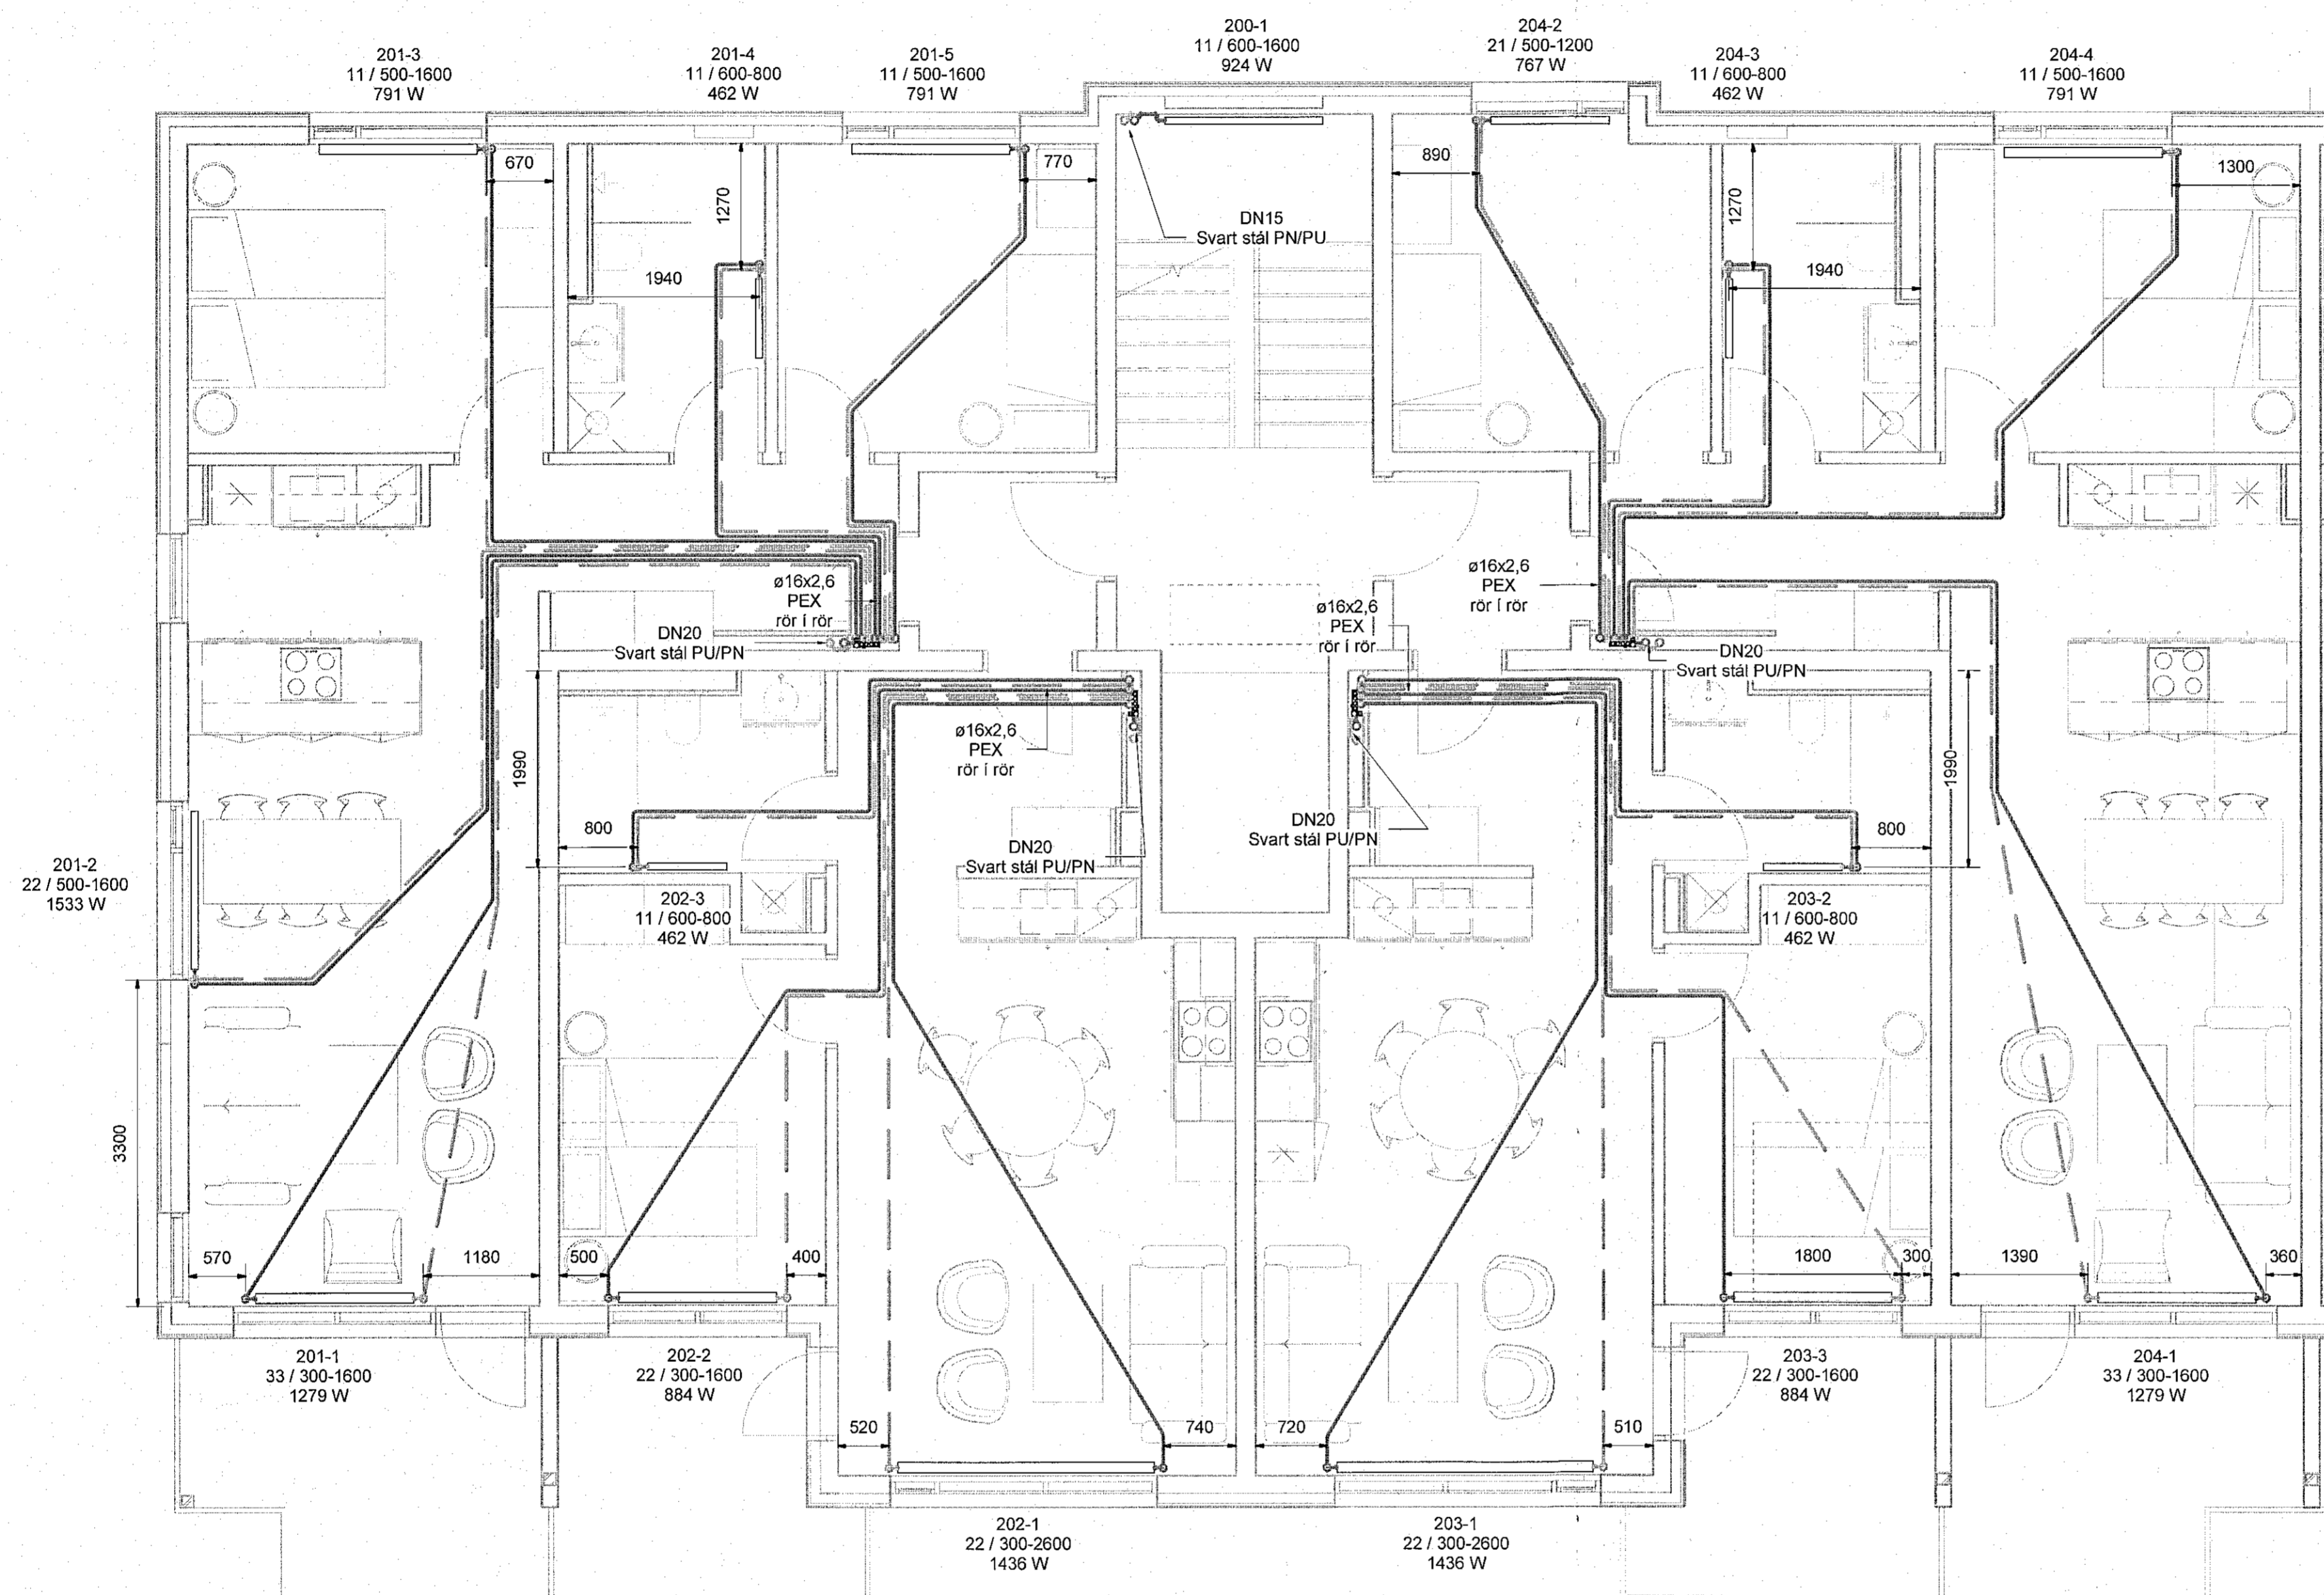 201-3
11 / 500-1600
791 W
201-4
11 / 600-800
462 W
201-5
11 / 500-1600
791 W
200-1
11 / 600-1600
924 W
204-2
21 / 500-1200
767 W
204-3
11 / 600-800
462 W
204-4
11 / 500-1600
791 W
670
1270
1940
770
DN15
Svart stál PN/PU
890
1270
1940
1300
ø16x2,6
PEX
rör í rör
DN20
Svart stál PU/PN
ø16x2,6
PEX
rör í rör
ø16x2,6
PEX
rör í rör
DN20
Svart stál PU/PN
ø16x2,6
PEX
rör í rör
1990
800
DN20
Svart stál PU/PN
DN20
Svart stál PU/PN
1990
800
201-2
22 / 500-1600
1533 W
202-3
11 / 600-800
462 W
203-2
11 / 600-800
462 W
3300
570
1180
500
400
1800
300
1390
360
201-1
33 / 300-1600
1279 W
202-2
22 / 300-1600
884 W
203-3
22 / 300-1600
884 W
204-1
33 / 300-1600
1279 W
520
740
720
510
202-1
22 / 300-2600
1436 W
203-1
22 / 300-2600
1436 W